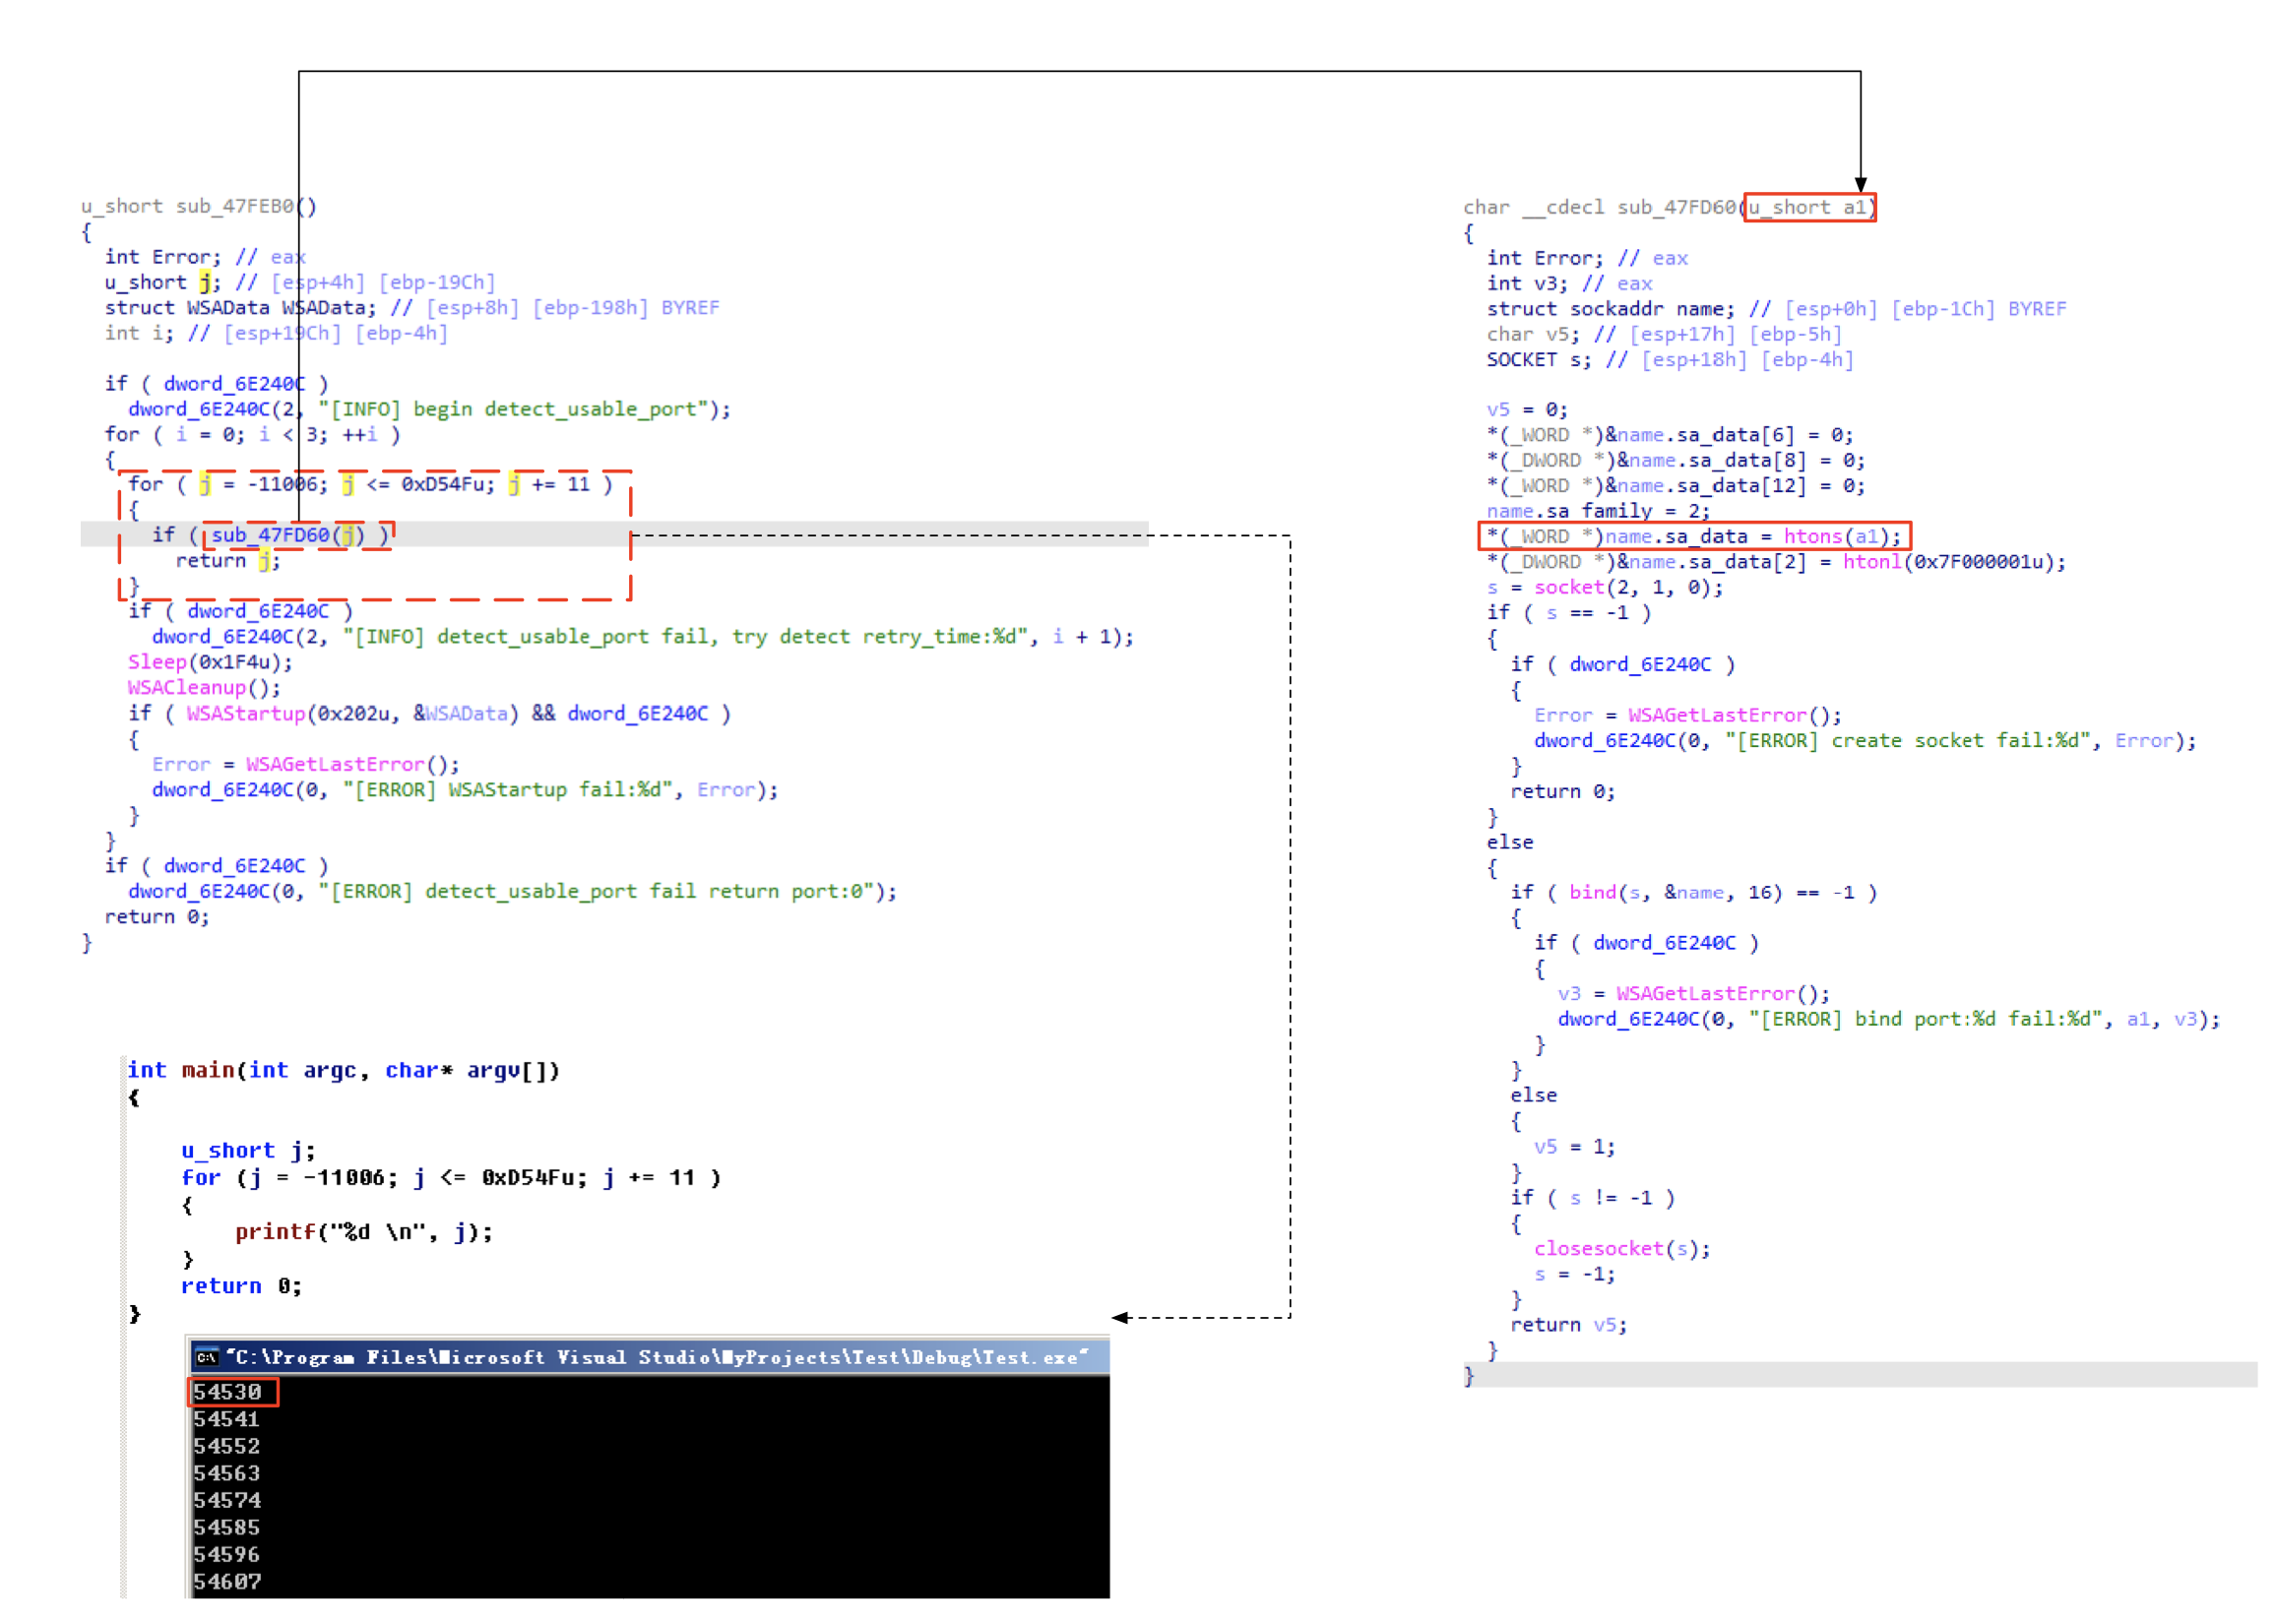 u_short sub_47FEB0()
{
int Error; // eax
u_short j; // [esp+4h] [ebp-19Ch]
struct WSAData WSAData; // [esp+8h] [ebp-198h] BYREF
int i; // [esp+19Ch] [ebp-4h]
if ( dword_6E240C )
dword_6E240C(2, "[INFO] begin detect_usable_port");
for ( i = 0; i < 3; ++i )
{
for ( j = -11006; j <= 0xD54Fu; j += 11 )
{
if ( sub_47FD60(j) )
return j;
}
if ( dword_6E240C )
dword_6E240C(2, "[INFO] detect_usable_port fail, try detect retry_time:%d", i + 1);
Sleep(0x1F4u);
WSACleanup();
if ( WSAStartup(0x202u, &WSAData) && dword_6E240C )
{
Error = WSAGetLastError();
dword_6E240C(0, "[ERROR] WSAStartup fail:%d", Error);
}
}
if ( dword_6E240C )
dword_6E240C(0, "[ERROR] detect_usable_port fail return port:0");
return 0;
}
char __cdecl sub_47FD60(u_short a1)
{
int Error; // eax
int v3; // eax
struct sockaddr name; // [esp+0h] [ebp-1Ch] BYREF
char v5; // [esp+17h] [ebp-5h]
SOCKET s; // [esp+18h] [ebp-4h]
v5 = 0;
*(_WORD *)&name.sa_data[6] = 0;
*(_DWORD *)&name.sa_data[8] = 0;
*(_WORD *)&name.sa_data[12] = 0;
name.sa_family = 2;
*(_WORD *)name.sa_data = htons(a1);
*(_DWORD *)&name.sa_data[2] = htonl(0x7F000001u);
s = socket(2, 1, 0);
if ( s == -1 )
{
if ( dword_6E240C )
{
Error = WSAGetLastError();
dword_6E240C(0, "[ERROR] create socket fail:%d", Error);
}
return 0;
}
else
{
if ( bind(s, &name, 16) == -1 )
{
if ( dword_6E240C )
{
v3 = WSAGetLastError();
dword_6E240C(0, "[ERROR] bind port:%d fail:%d", a1, v3);
}
}
else
{
v5 = 1;
}
if ( s != -1 )
{
closesocket(s);
s = -1;
}
return v5;
}
}
int main(int argc, char* argv[])
{
u_short j;
for (j = -11006; j <= 0xD54Fu; j += 11 )
{
printf("%d \n", j);
}
return 0;
}
"C:\Program Files\Microsoft Visual Studio\MyProjects\Test\Debug\Test.exe"
54530
54541
54552
54563
54574
54585
54596
54607